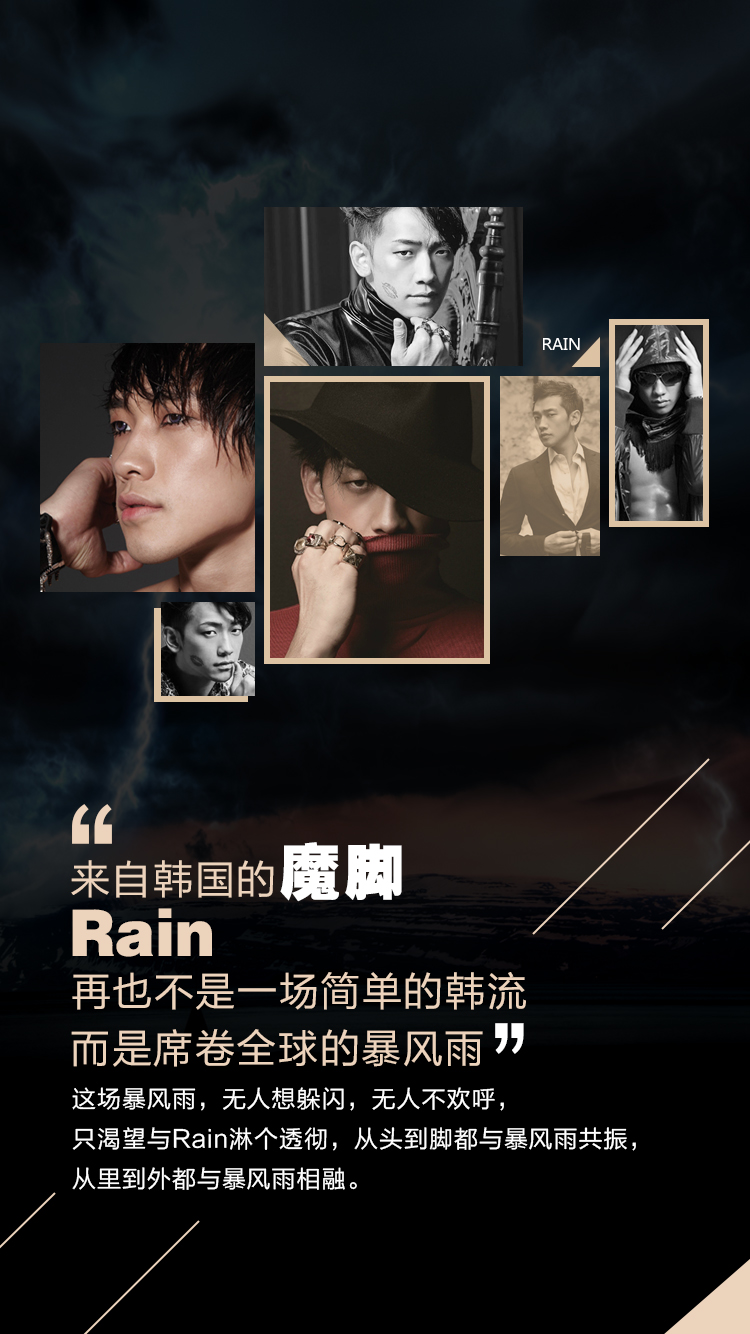 RAIN
“
来自韩国的魔脚
Rain
再也不是一场简单的韩流
而是席卷全球的暴风雨”
这场暴风雨，无人想躲闪，无人不欢呼，
只渴望与Rain淋个透彻，从头到脚都与暴风雨共振，
从里到外都与暴风雨相融。